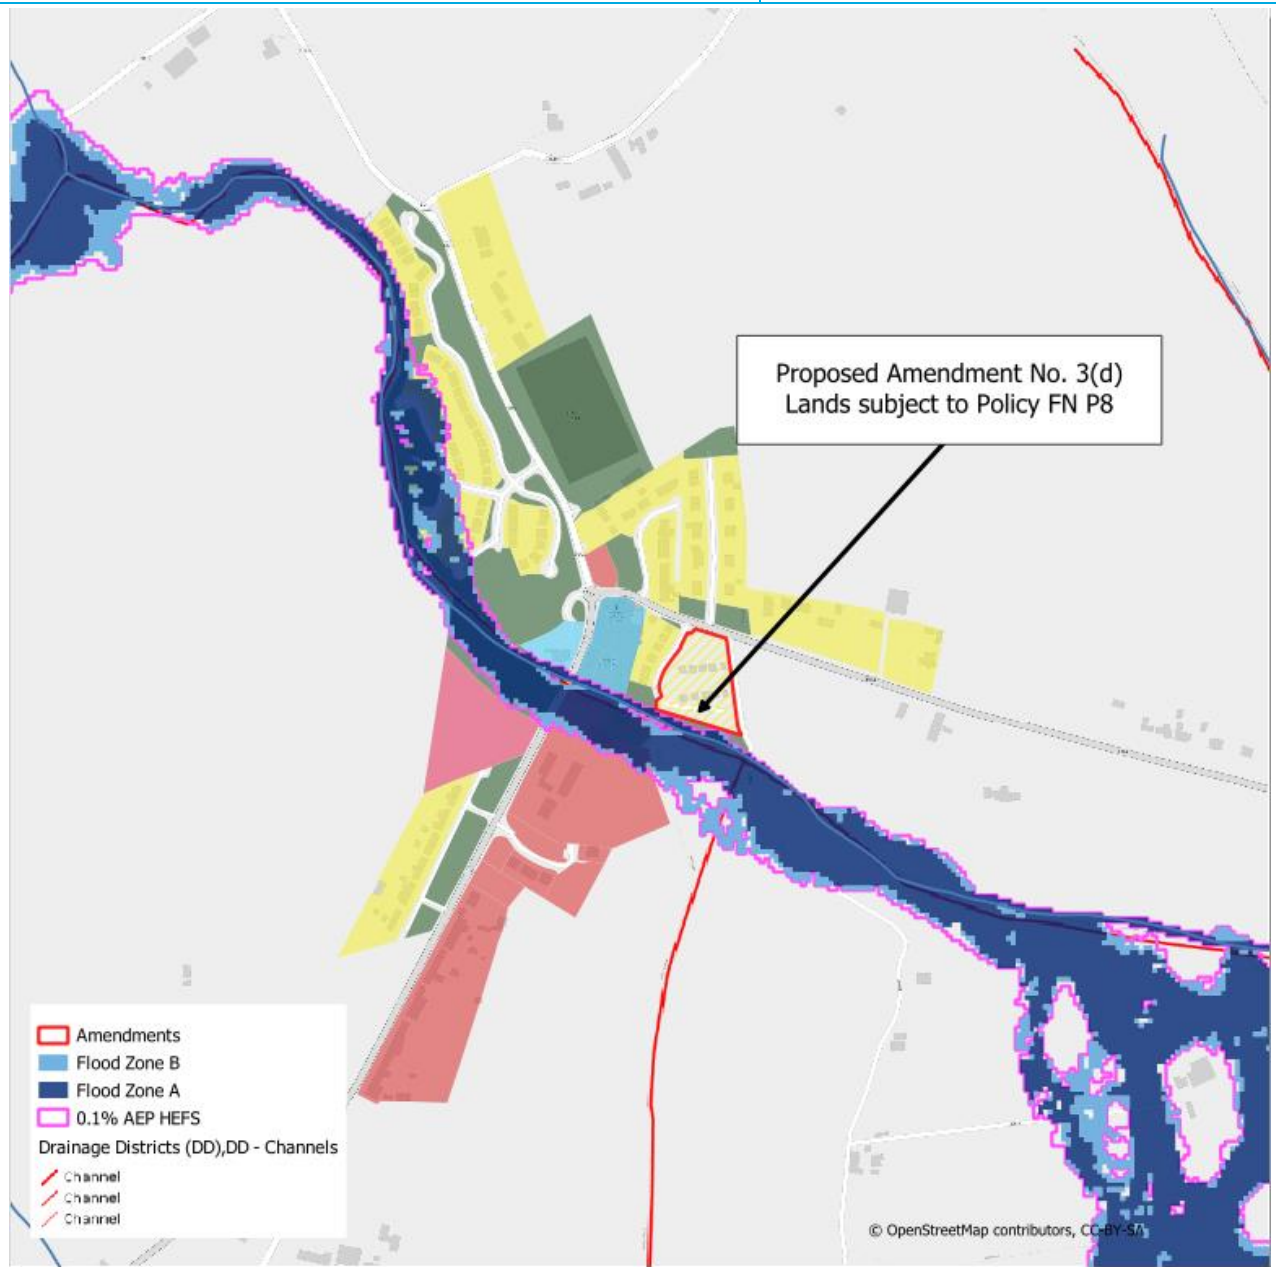 Proposed Amendment No. 3(d)
Lands subject to Policy FN P8
Amendments
Flood Zone B
Flood Zone A
0.1% AEP HEFS
Drainage Districts (DD),DD - Channels
Channel
Channel
Channel
© OpenStreetMap contributors, CC-BY-SA